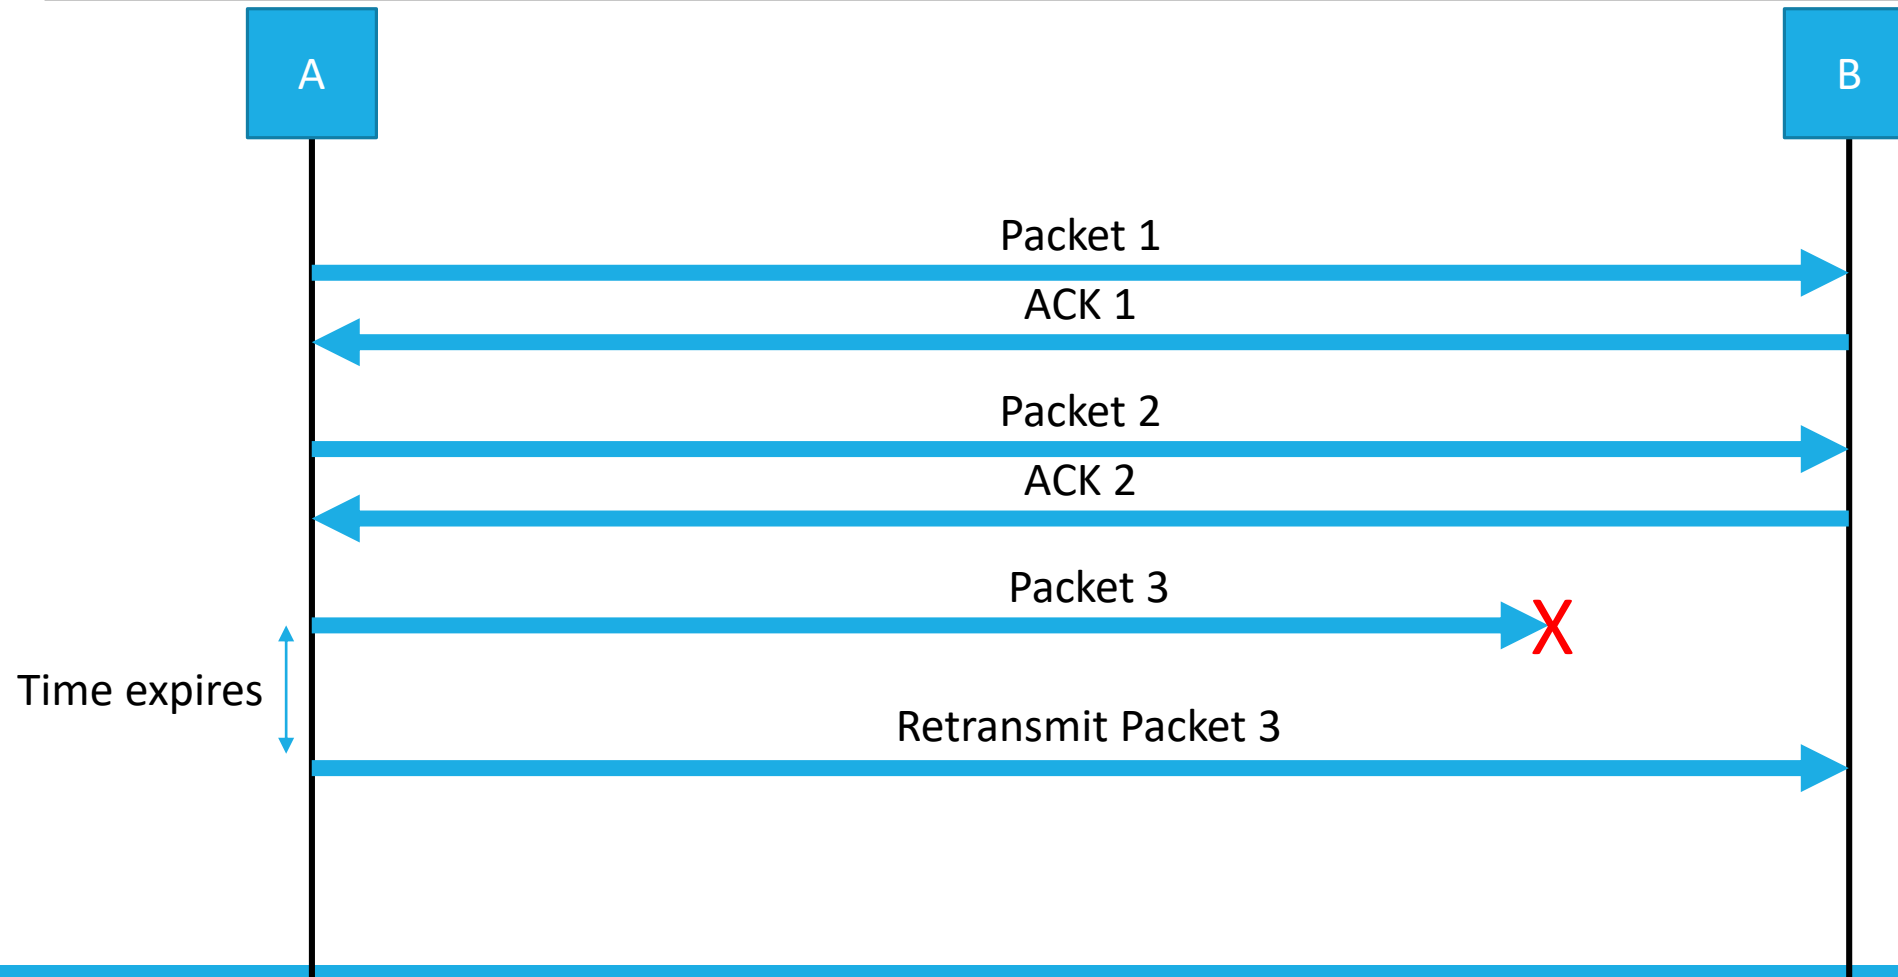 A
B
Packet 1
ACK 1
Packet 2
ACK 2
Packet 3
X
Time expires
Retransmit Packet 3